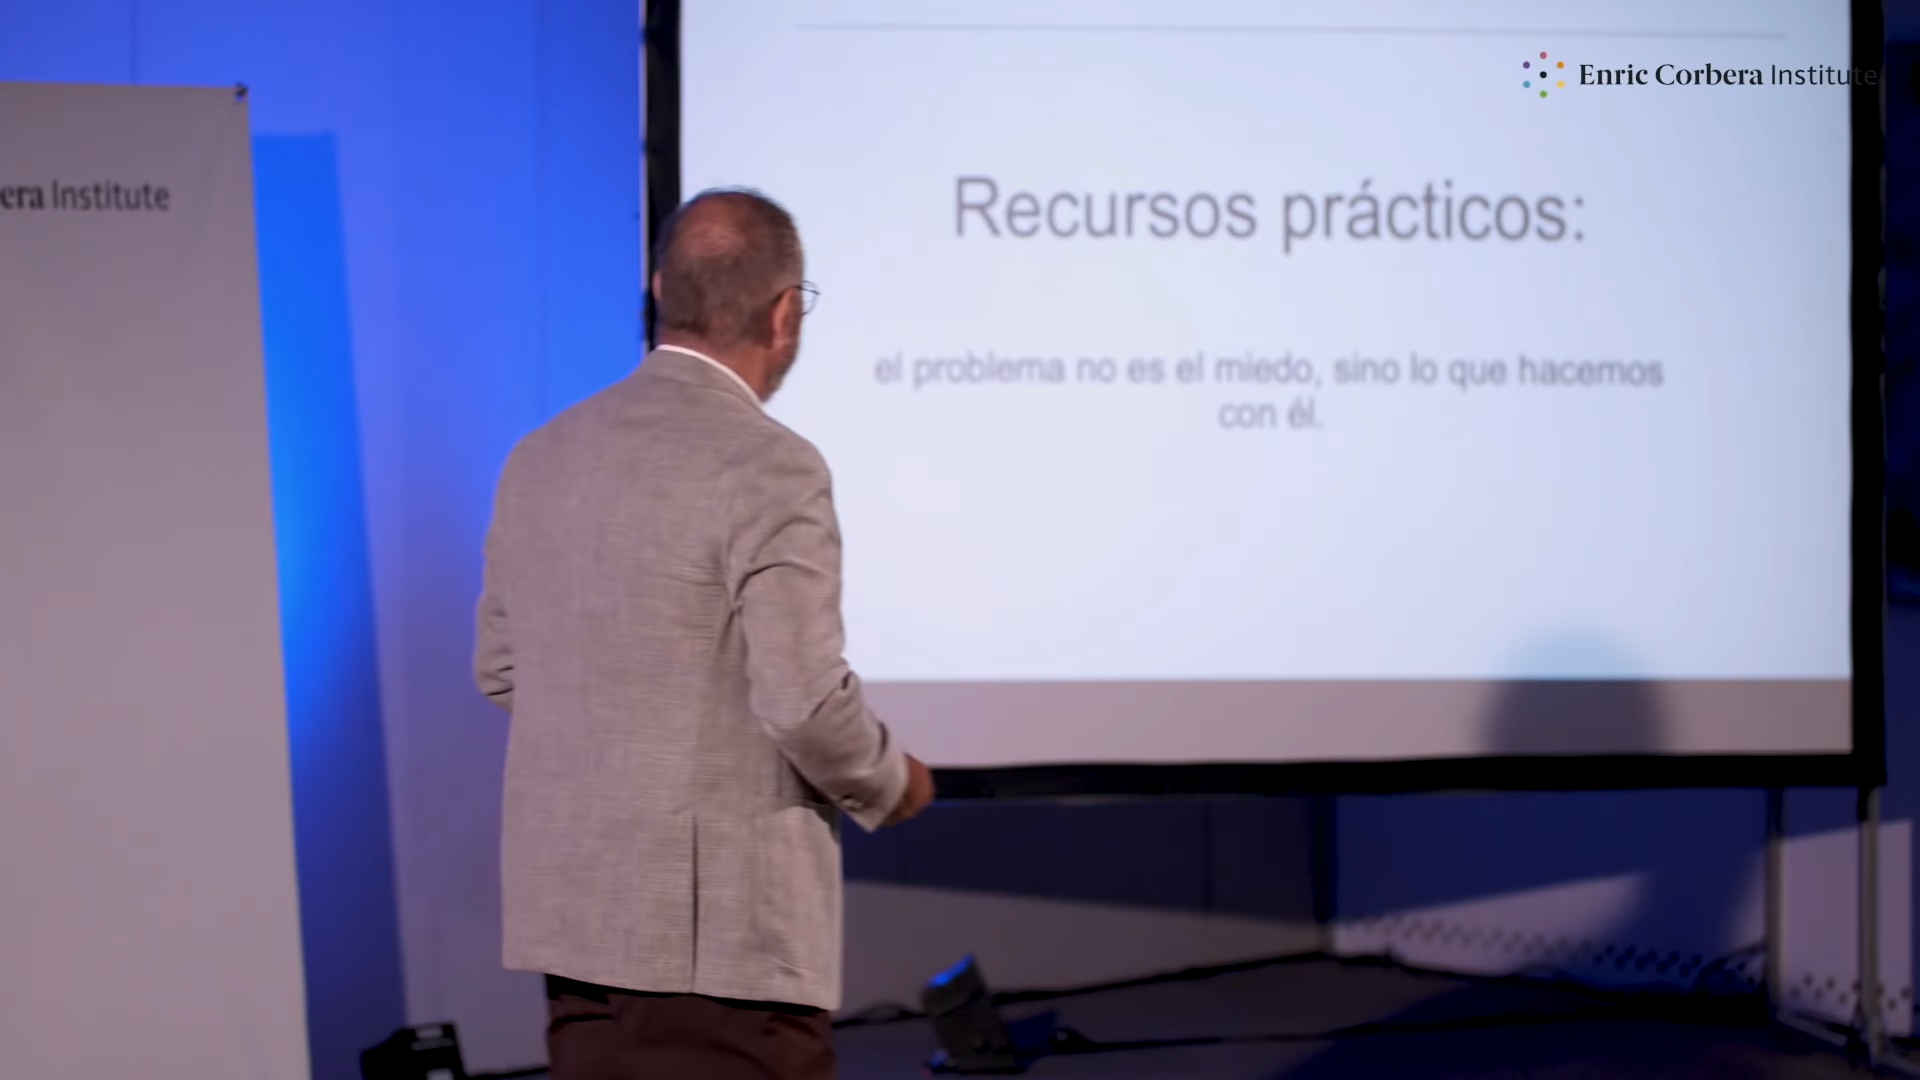 Enric Corbera Institute
era Institute
Recursos prácticos:
el problema no es el miedo, sino lo que hacemos
con él.